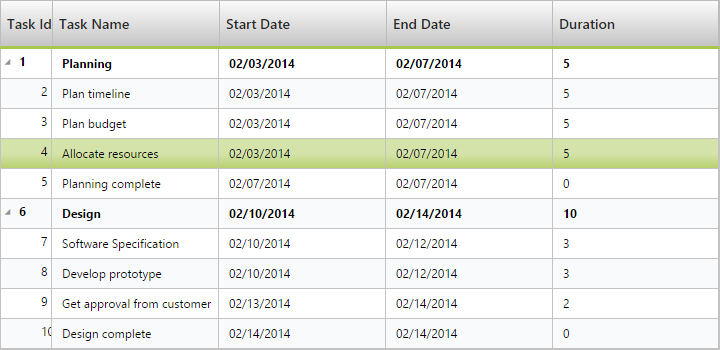 Task Id Task Name Start Date End Date Duration
1 Planning 02/03/2014 02/07/2014 5
2 Plan timeline 02/03/2014 02/07/2014 5
3 Plan budget 02/03/2014 02/07/2014 5
4 Allocate resources 02/03/2014 02/07/2014 5
5 Planning complete 02/07/2014 02/07/2014 0
6 Design 02/10/2014 02/14/2014 10
7 Software Specification 02/10/2014 02/12/2014 3
8 Develop prototype 02/10/2014 02/12/2014 3
9 Get approval from customer 02/13/2014 02/14/2014 2
10 Design complete 02/14/2014 02/14/2014 0